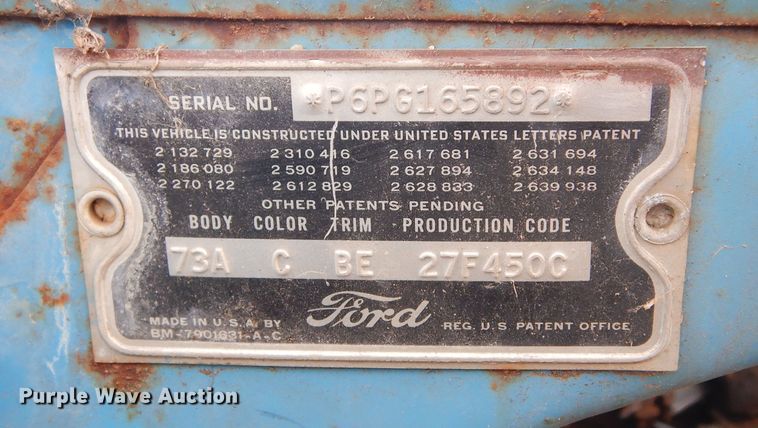 SERIAL NO. *P6PG165892*
THIS VEHICLE IS CONSTRUCTED UNDER UNITED STATES LETTERS PATENT
2 132 729 2 310 416 2 617 681 2 631 694
2 186 080 2 590 719 2 627 894 2 634 148
2 270 122 2 612 829 2 628 833 2 639 938
OTHER PATENTS PENDING
BODY COLOR TRIM PRODUCTION CODE
73A C BE 27F450C
MADE IN U.S.A. BY
BM-7901631-A-C
Ford
REG. U.S PATENT OFFICE
Purple Wave Auction